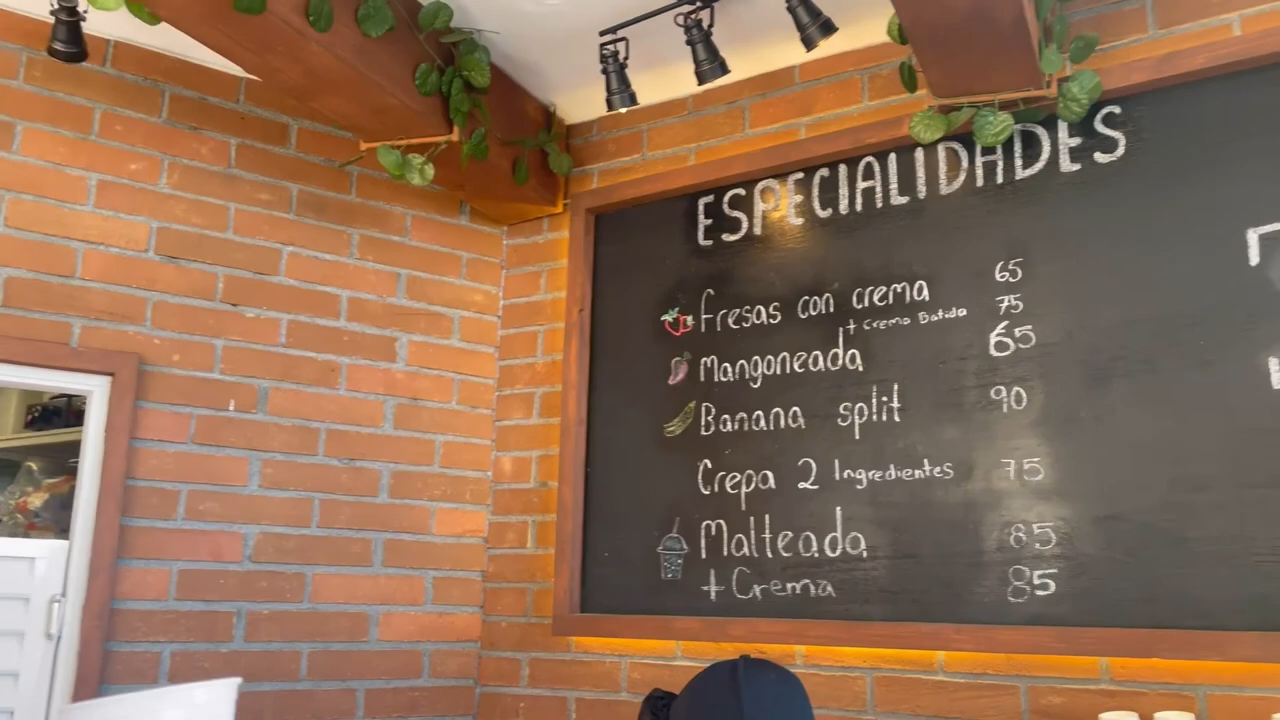 ESPECIALIDADES
Fresas con crema 65
+ Crema Batida 75
Mangoneada 65
Banana split 90
Crepa 2 Ingredientes 75
Malteada 85
+ Crema 85